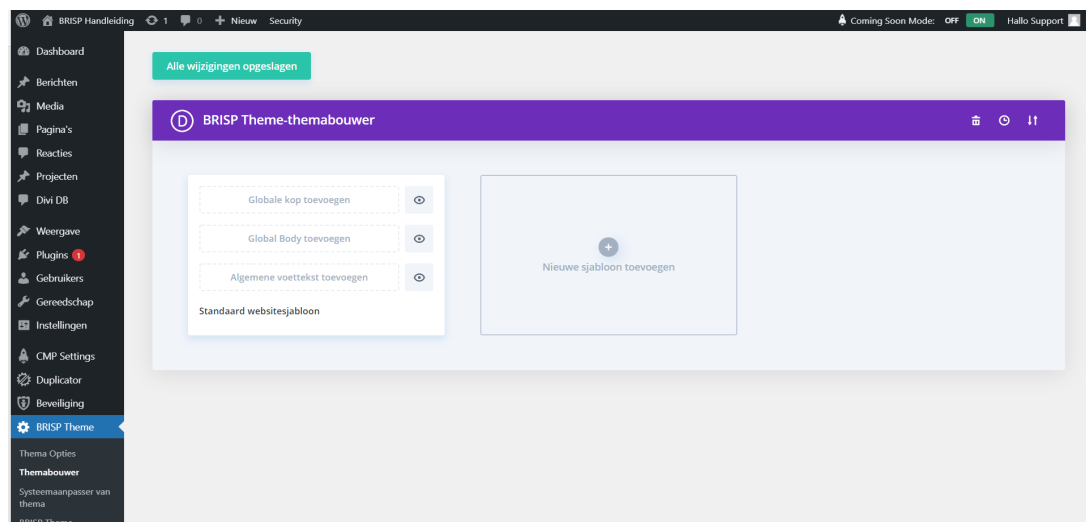 BRISP Handleiding 1 0 Nieuw Security Coming Soon Mode: OFF ON Hallo Support
Dashboard
Berichten
Media
Pagina's
Reacties
Projecten
Divi DB
Weergave
Plugins 1
Gebruikers
Gereedschap
Instellingen
CMP Settings
Duplicator
Beveiliging
BRISP Theme
Thema Opties
Themabouwer
Systeemaanpasser van
thema
BRISP Theme
Alle wijzigingen opgeslagen
D BRISP Theme-themabouwer
Globale kop toevoegen
Global Body toevoegen
Algemene voettekst toevoegen
Standaard websitesjabloon
Nieuwe sjabloon toevoegen